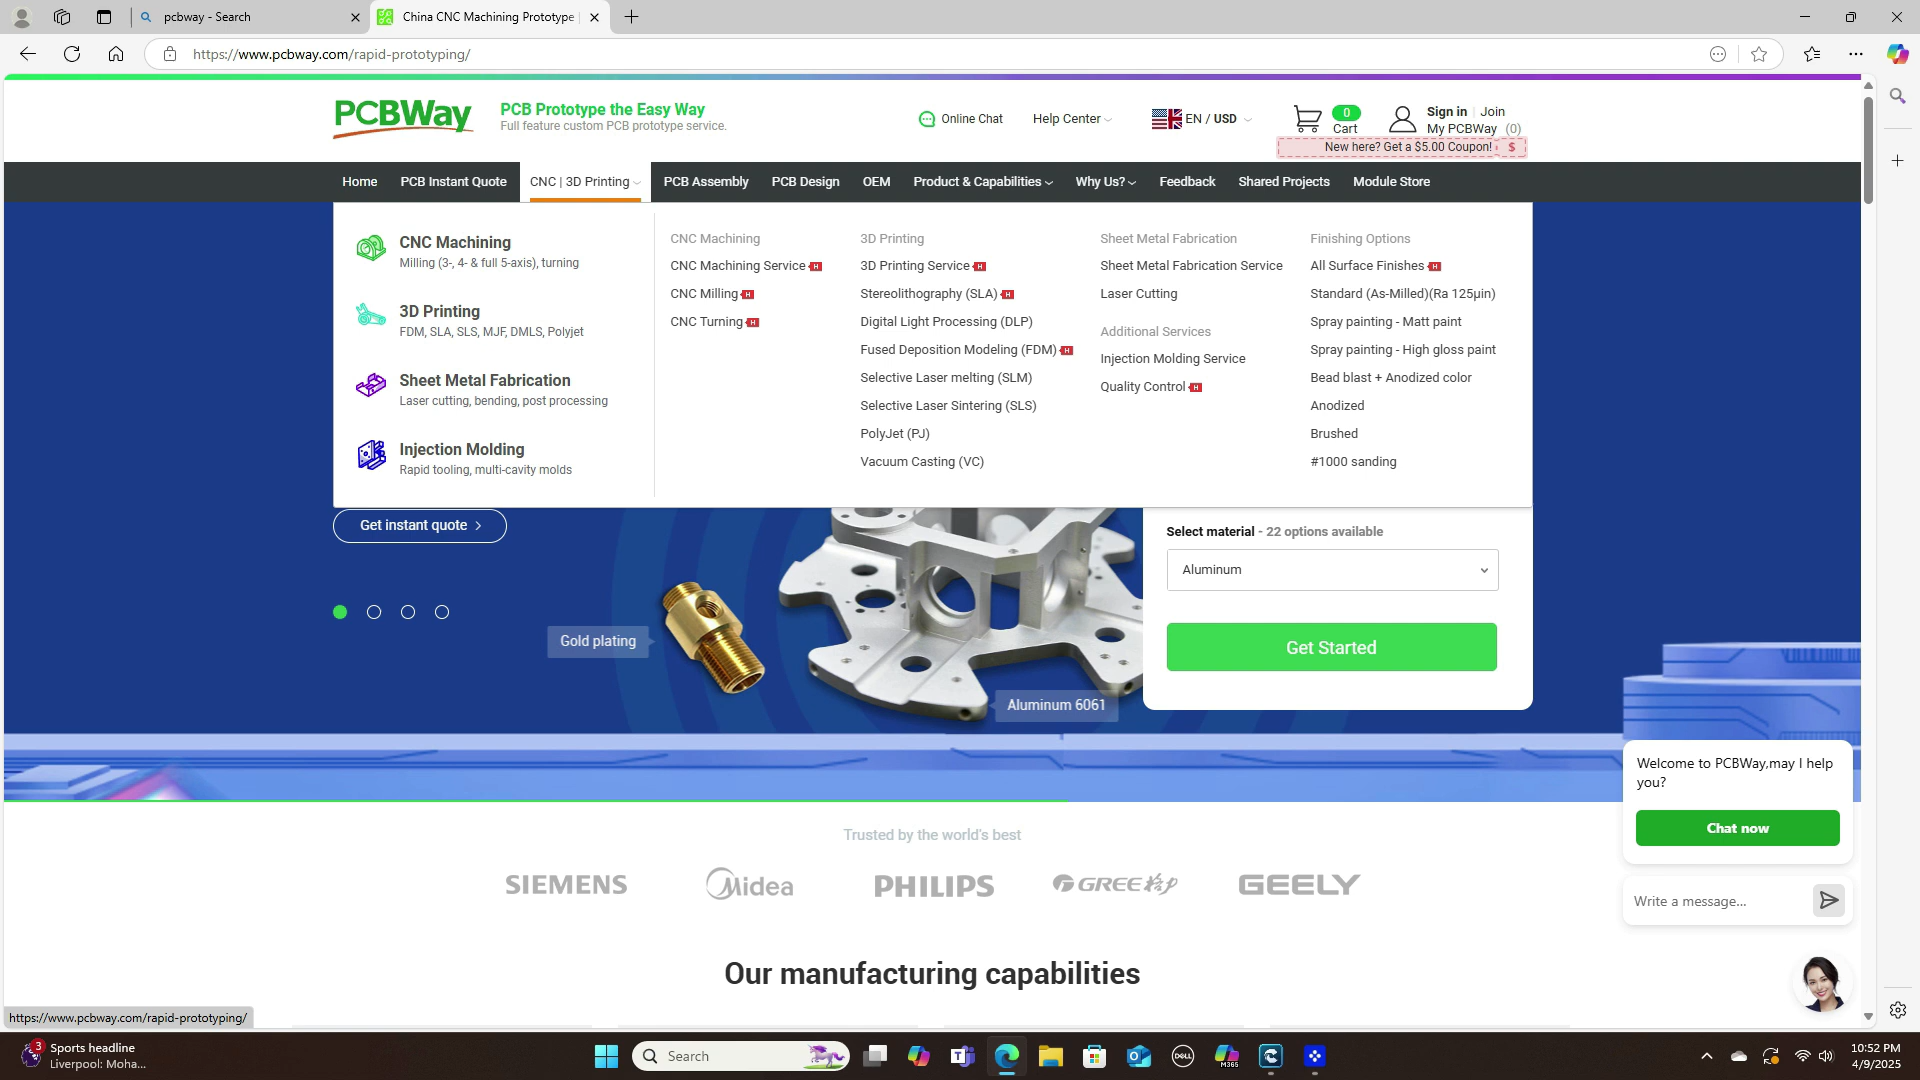 pcbway - Search
China CNC Machining Prototype
https://www.pcbway.com/rapid-prototyping/
PCBWay
PCB Prototype the Easy Way
Full feature custom PCB prototype service.
Online Chat
Help Center
EN / USD
0
Cart
Sign in
Join
My PCBWay (0)
New here? Get a $5.00 Coupon!
$
Home
PCB Instant Quote
CNC | 3D Printing
PCB Assembly
PCB Design
OEM
Product & Capabilities
Why Us?
Feedback
Shared Projects
Module Store
CNC Machining
Milling (3-, 4- & full 5-axis), turning
3D Printing
FDM, SLA, SLS, MJF, DMLS, Polyjet
Sheet Metal Fabrication
Laser cutting, bending, post processing
Injection Molding
Rapid tooling, multi-cavity molds
CNC Machining
CNC Machining Service H
CNC Milling H
CNC Turning H
3D Printing
3D Printing Service H
Stereolithography (SLA) H
Digital Light Processing (DLP)
Fused Deposition Modeling (FDM) H
Selective Laser melting (SLM)
Selective Laser Sintering (SLS)
PolyJet (PJ)
Vacuum Casting (VC)
Sheet Metal Fabrication
Sheet Metal Fabrication Service
Laser Cutting
Additional Services
Injection Molding Service
Quality Control H
Finishing Options
All Surface Finishes H
Standard (As-Milled)(Ra 125µin)
Spray painting - Matt paint
Spray painting - High gloss paint
Bead blast + Anodized color
Anodized
Brushed
#1000 sanding
Get instant quote >
Gold plating
Aluminum 6061
Select material - 22 options available
Aluminum
Get Started
Trusted by the world's best
SIEMENS
Midea
PHILIPS
GREE格力
GEELY
Our manufacturing capabilities
Welcome to PCBWay,may I help
you?
Chat now
Write a message...
https://www.pcbway.com/rapid-prototyping/
3
Sports headline
Liverpool: Moha...
Search
DELL
M365
10:52 PM
4/9/2025